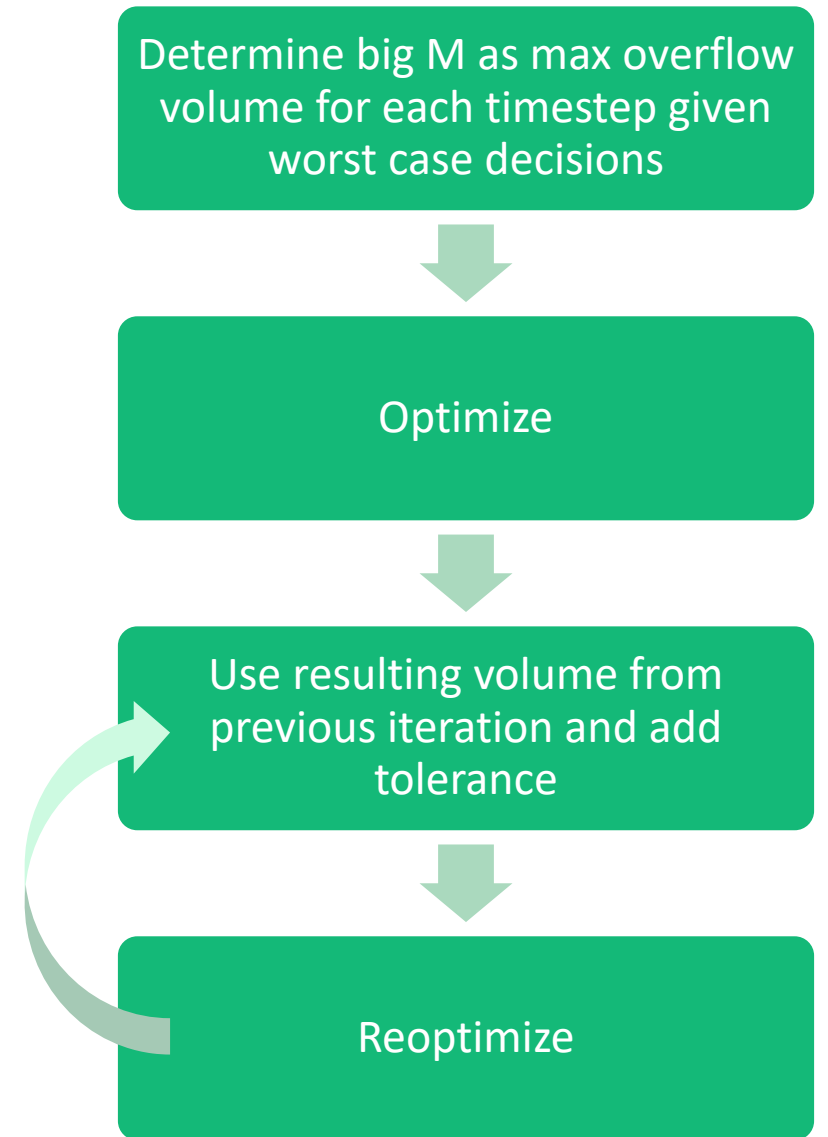 Determine big M as max overflow
volume for each timestep given
worst case decisions
Optimize
Use resulting volume from
previous iteration and add
tolerance
Reoptimize